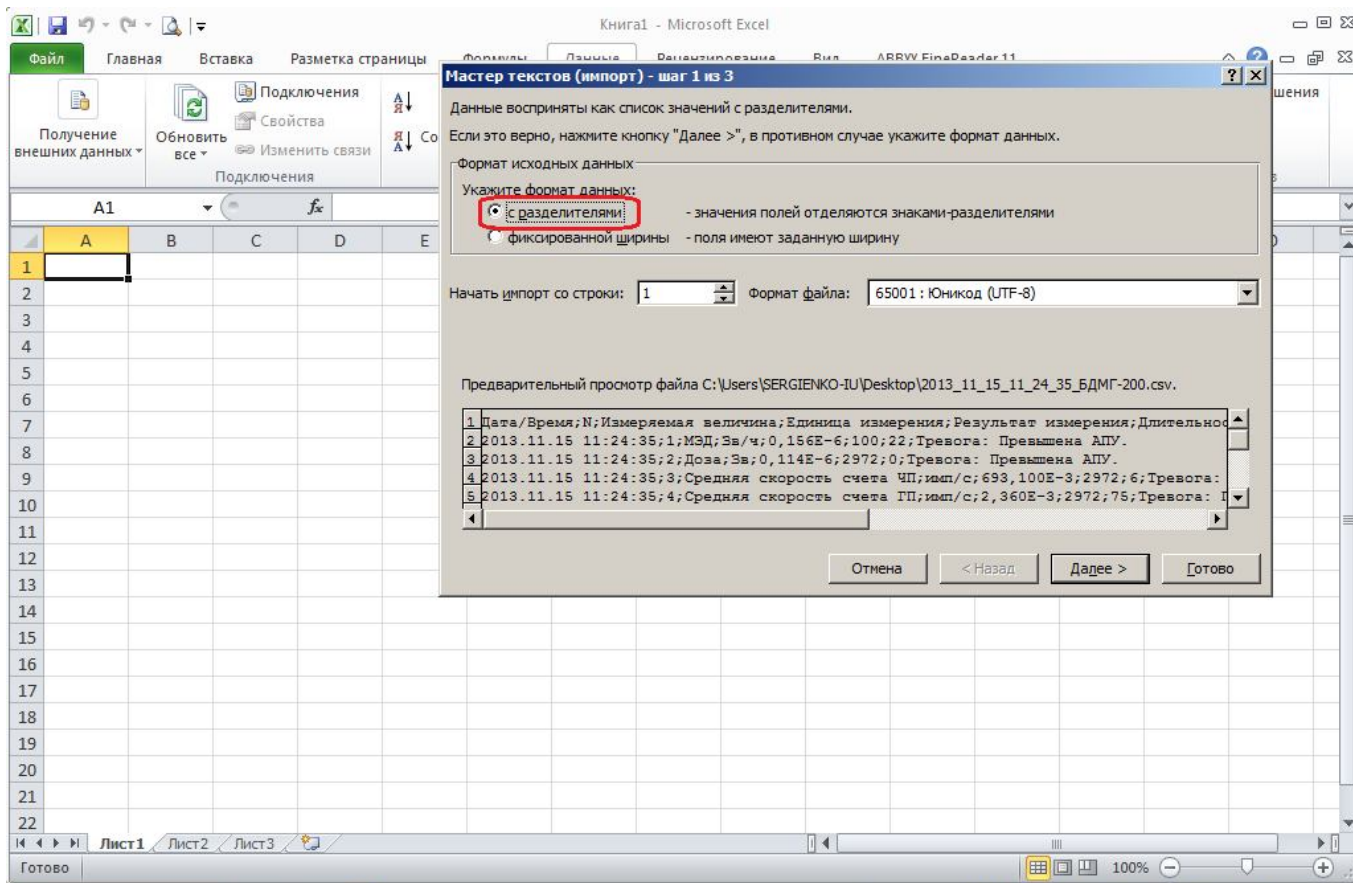 Книга1 - Microsoft Excel
Файл Главная Вставка Разметка страницы Формулы Данные Рецензирование Вид ABBYY FineReader 11
Получение внешних данных
Обновить все
Подключения
Свойства
Изменить связи
Подключения
A1 fx
A B C D E
1
2
3
4
5
6
7
8
9
10
11
12
13
14
15
16
17
18
19
20
21
22
Мастер текстов (импорт) - шаг 1 из 3
Данные восприняты как список значений с разделителями.
Если это верно, нажмите кнопку "Далее >", в противном случае укажите формат данных.
Формат исходных данных
Укажите формат данных:
с разделителями - значения полей отделяются знаками-разделителями
фиксированной ширины - поля имеют заданную ширину
Начать импорт со строки: 1 Формат файла: 65001 : Юникод (UTF-8)
Предварительный просмотр файла C:\Users\SERGIENKO-IU\Desktop\2013_11_15_11_24_35_БДМГ-200.csv.
1 Дата/Время;N;Измеряемая величина;Единица измерения;Результат измерения;Длительнос
2 2013.11.15 11:24:35;1;МЭД;Зв/ч;0,156E-6;100;22;Тревога: Превышена АПУ.
3 2013.11.15 11:24:35;2;Доза;Зв;0,114E-6;2972;0;Тревога: Превышена АПУ.
4 2013.11.15 11:24:35;3;Средняя скорость счета ЧП;имп/с;693,100E-3;2972;6;Тревога:
5 2013.11.15 11:24:35;4;Средняя скорость счета ГП;имп/с;2,360E-3;2972;75;Тревога:
Отмена < Назад Далее > Готово
Лист1 Лист2 Лист3
Готово 100%